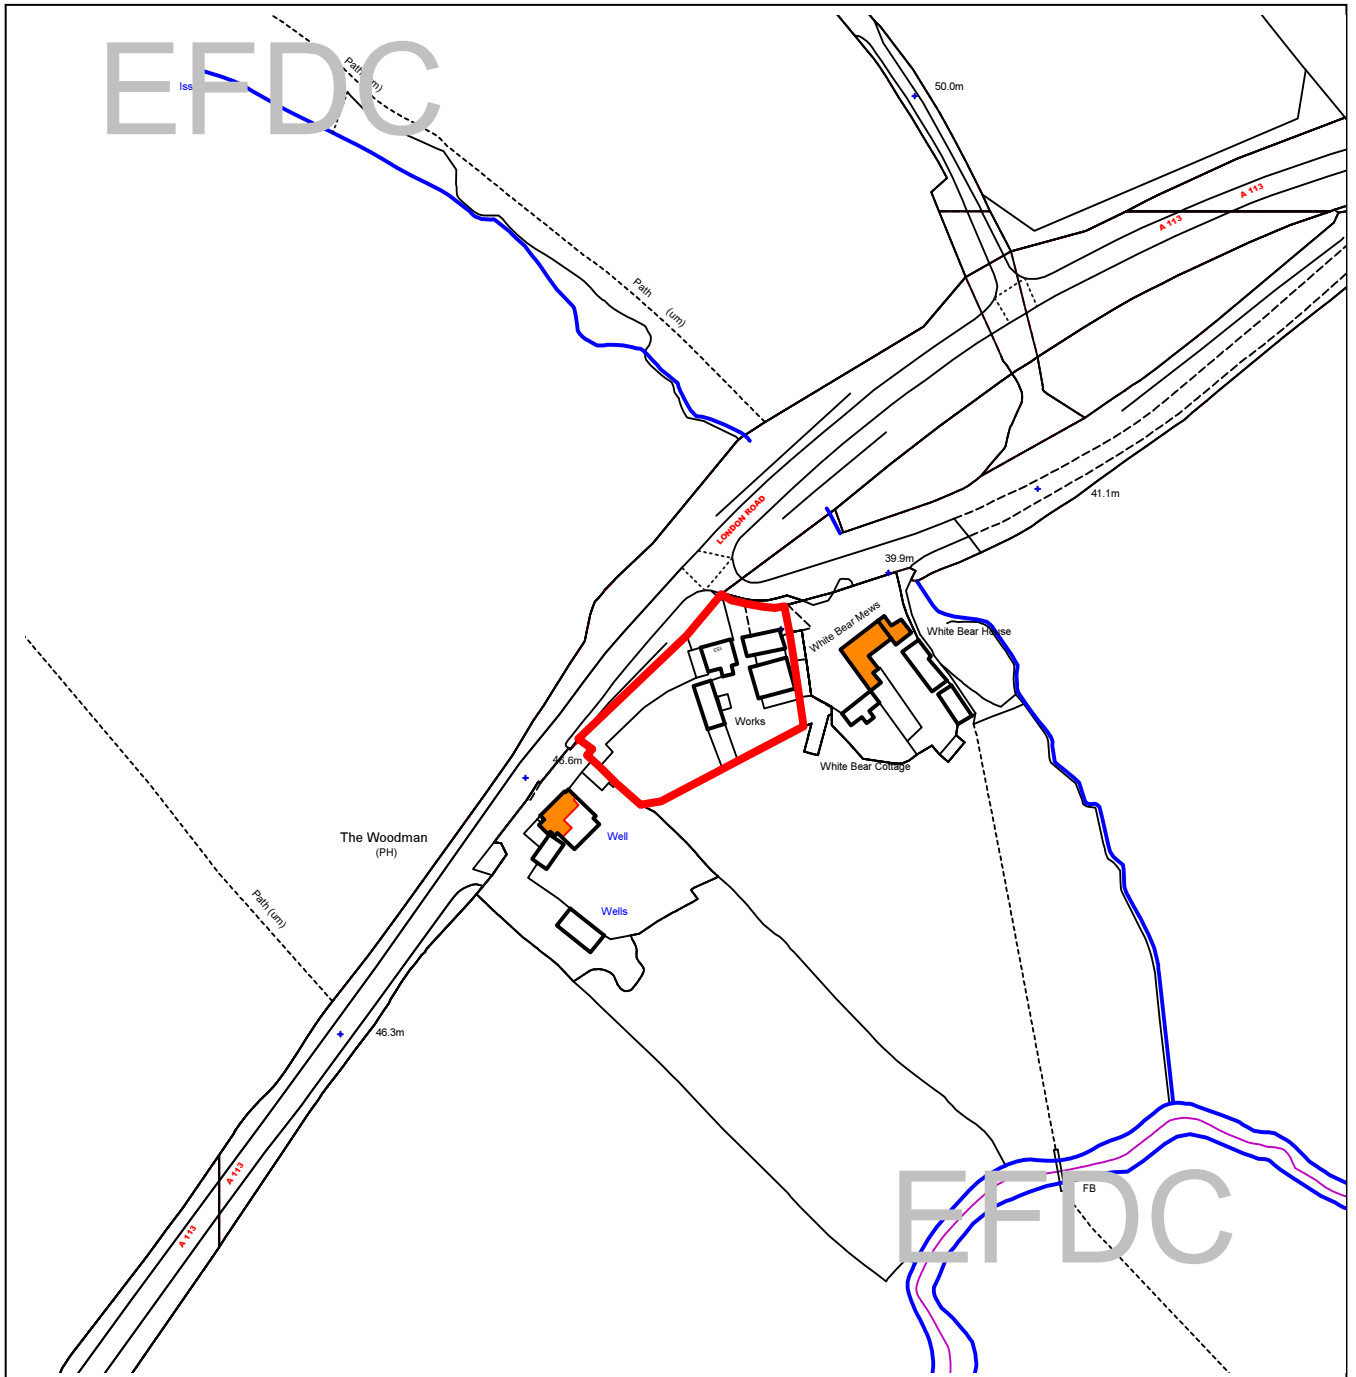 EFDC
Iss
Path
50.0m
A 113
A 113
Path
(um)
LONDON ROAD
41.1m
39.9m
White Bear Mews
White Bear House
Works
46.6m
White Bear Cottage
The Woodman
(PH)
Well
Wells
Path (um)
46.3m
A 113
A 113
FB
EFDC